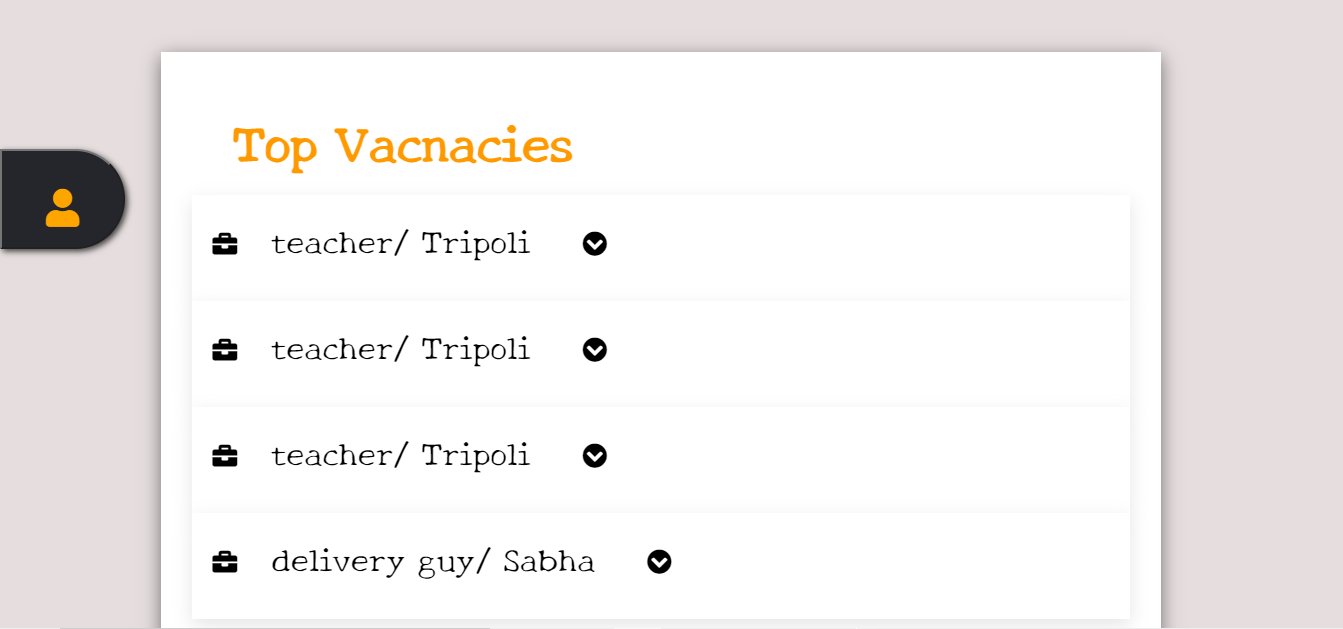 Top Vacnacies
teacher/ Tripoli
teacher/ Tripoli
teacher/ Tripoli
delivery guy/ Sabha